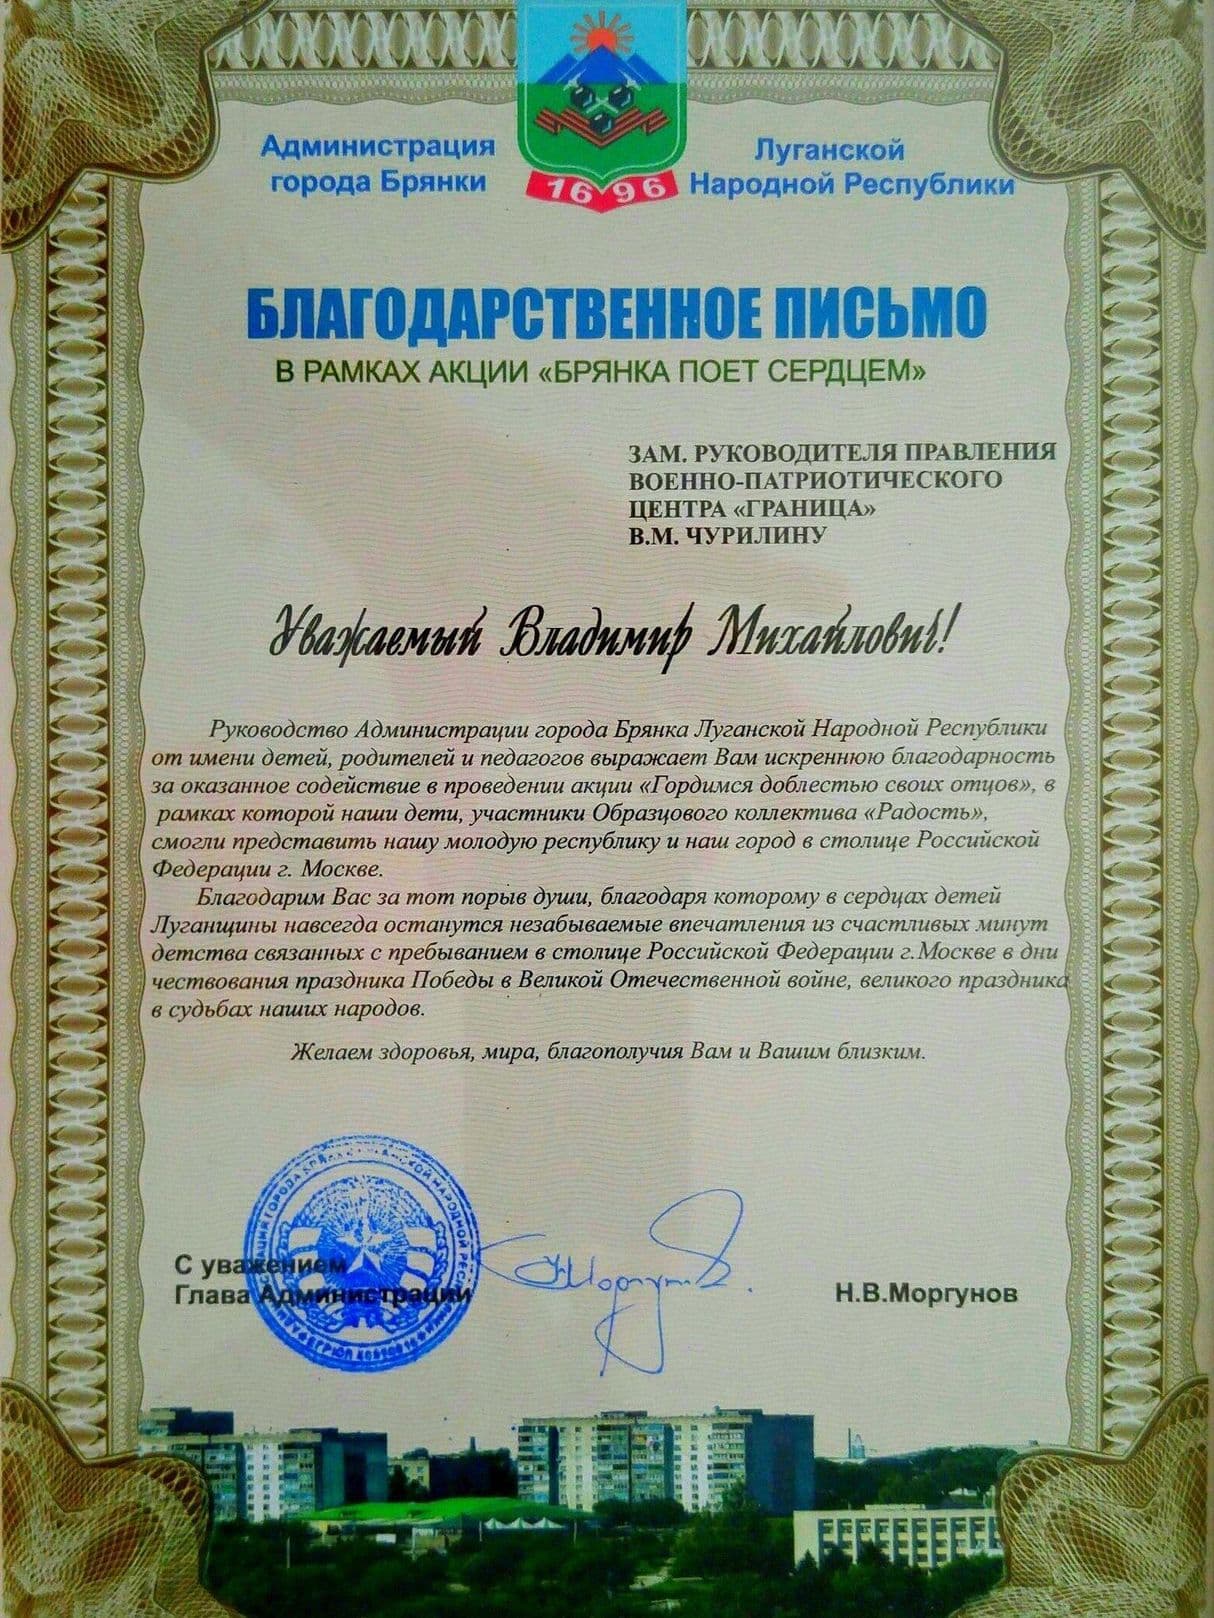 Администрация
города Брянки
1696
Луганской
Народной Республики
БЛАГОДАРСТВЕННОЕ ПИСЬМО
В РАМКАХ АКЦИИ «БРЯНКА ПОЕТ СЕРДЦЕМ»
ЗАМ. РУКОВОДИТЕЛЯ ПРАВЛЕНИЯ
ВОЕННО-ПАТРИОТИЧЕСКОГО
ЦЕНТРА «ГРАНИЦА»
В.М. ЧУРИЛИНУ
Уважаемый Владимир Михайлович!
Руководство Администрации города Брянка Луганской Народной Республики
от имени детей, родителей и педагогов выражает Вам искреннюю благодарность
за оказанное содействие в проведении акции «Гордимся доблестью своих отцов», в
рамках которой наши дети, участники Образцового коллектива «Радость»,
смогли представить нашу молодую республику и наш город в столице Российской
Федерации г. Москве.
Благодарим Вас за тот порыв души, благодаря которому в сердцах детей
Луганщины навсегда останутся незабываемые впечатления из счастливых минут
детства связанных с пребыванием в столице Российской Федерации г.Москве в дни
чествования праздника Победы в Великой Отечественной войне, великого праздника
в судьбах наших народов.
Желаем здоровья, мира, благополучия Вам и Вашим близким.
С уважением
Глава Администрации
Н.В.Моргунов